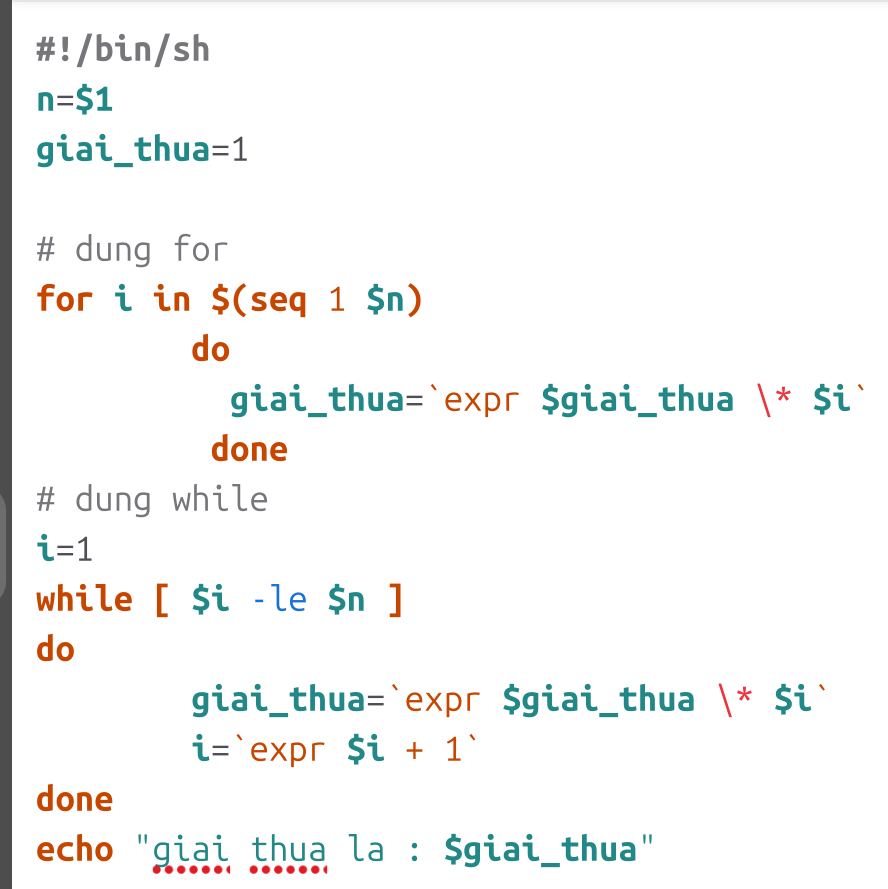 #!/bin/sh
n=$1
giai_thua=1
# dung for
for i in $(seq 1 $n)
do
giai_thua=`expr $giai_thua \* $i`
done
# dung while
i=1
while [ $i -le $n ]
do
giai_thua=`expr $giai_thua \* $i`
i=`expr $i + 1`
done
echo "giai thua la : $giai_thua"